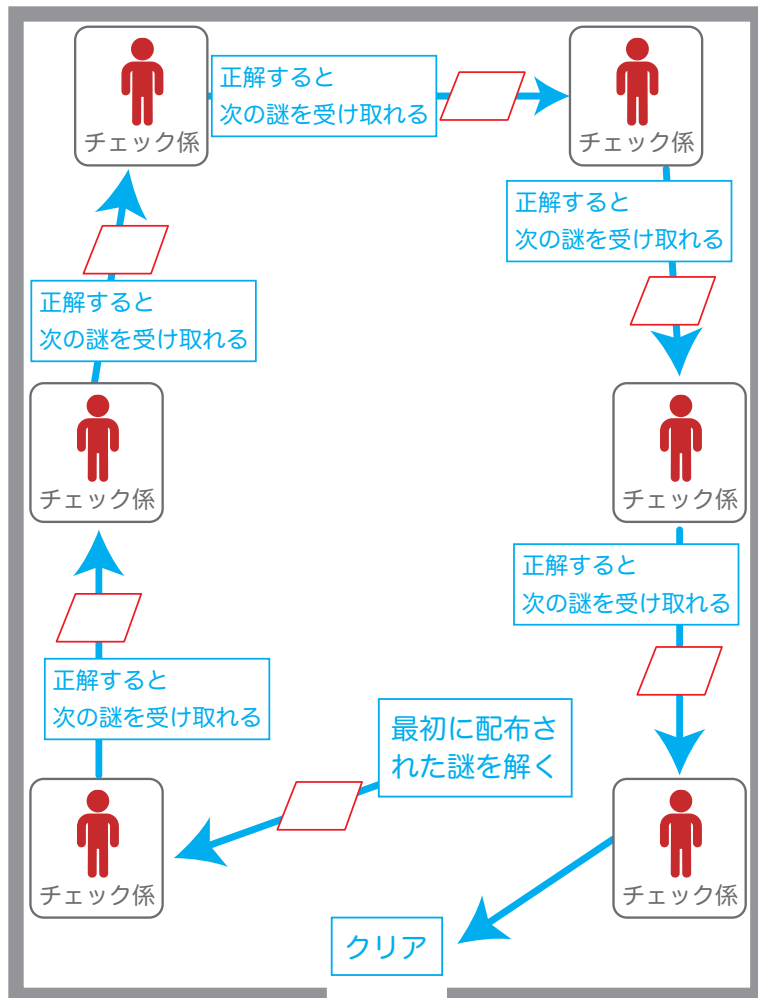 チェック係
正解すると
次の謎を受け取れる
チェック係
正解すると
次の謎を受け取れる
正解すると
次の謎を受け取れる
チェック係
チェック係
正解すると
次の謎を受け取れる
正解すると
次の謎を受け取れる
最初に配布さ
れた謎を解く
チェック係
チェック係
クリア